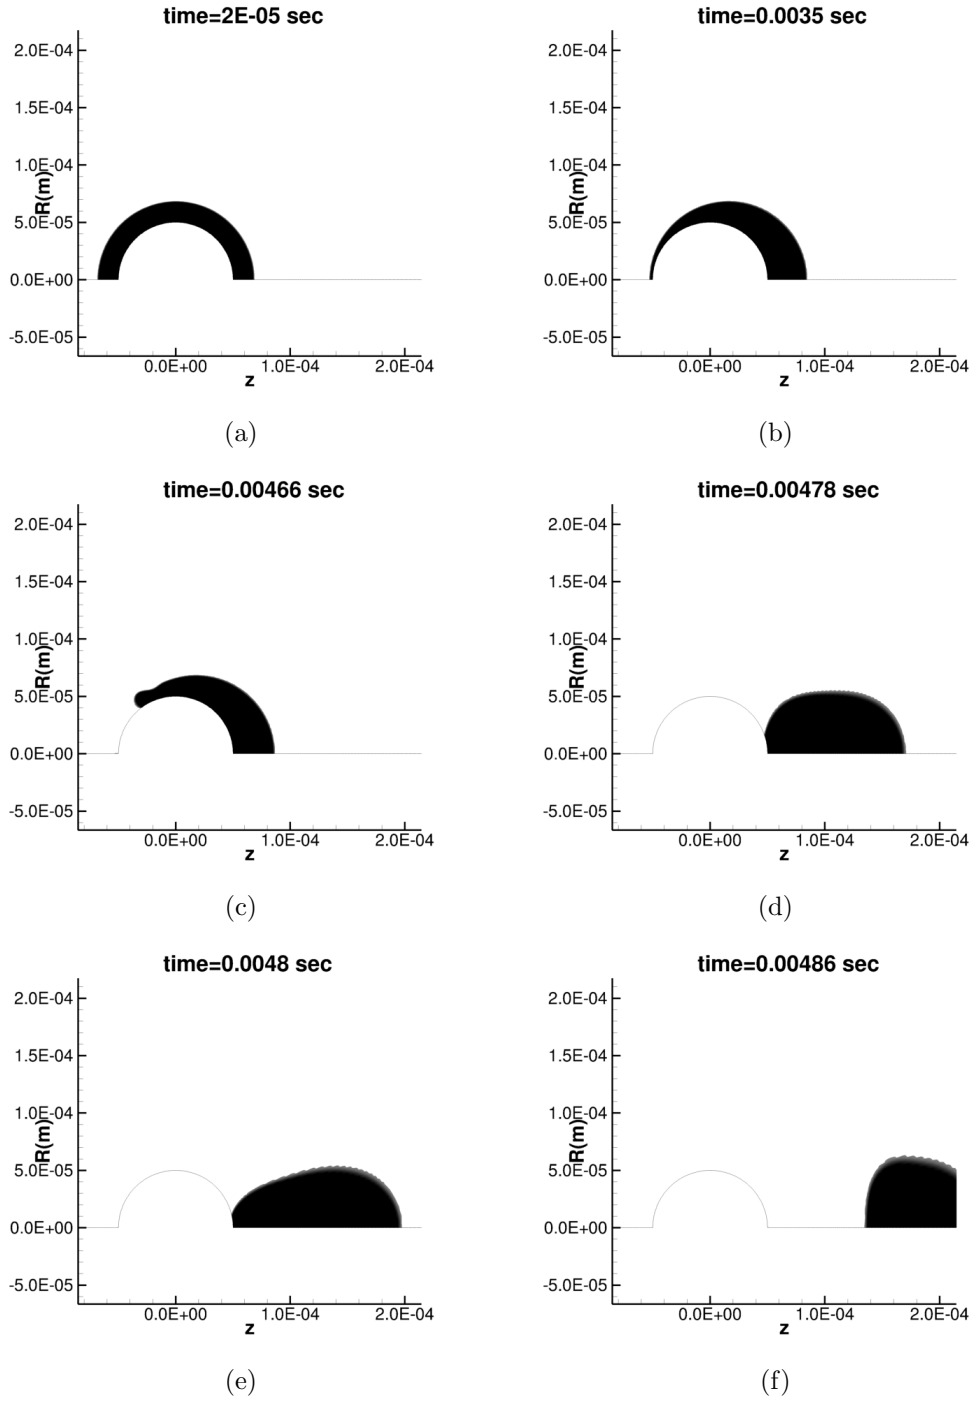 time=2E-05 sec
2.0E-04
1.5E-04
1.0E-04
5.0E-05
0.0E+00
-5.0E-05
R(m)
0.0E+00 1.0E-04 2.0E-04
z
(a)
time=0.0035 sec
2.0E-04
1.5E-04
1.0E-04
5.0E-05
0.0E+00
-5.0E-05
R(m)
0.0E+00 1.0E-04 2.0E-04
z
(b)
time=0.00466 sec
2.0E-04
1.5E-04
1.0E-04
5.0E-05
0.0E+00
-5.0E-05
R(m)
0.0E+00 1.0E-04 2.0E-04
z
(c)
time=0.00478 sec
2.0E-04
1.5E-04
1.0E-04
5.0E-05
0.0E+00
-5.0E-05
R(m)
0.0E+00 1.0E-04 2.0E-04
z
(d)
time=0.0048 sec
2.0E-04
1.5E-04
1.0E-04
5.0E-05
0.0E+00
-5.0E-05
R(m)
0.0E+00 1.0E-04 2.0E-04
z
(e)
time=0.00486 sec
2.0E-04
1.5E-04
1.0E-04
5.0E-05
0.0E+00
-5.0E-05
R(m)
0.0E+00 1.0E-04 2.0E-04
z
(f)